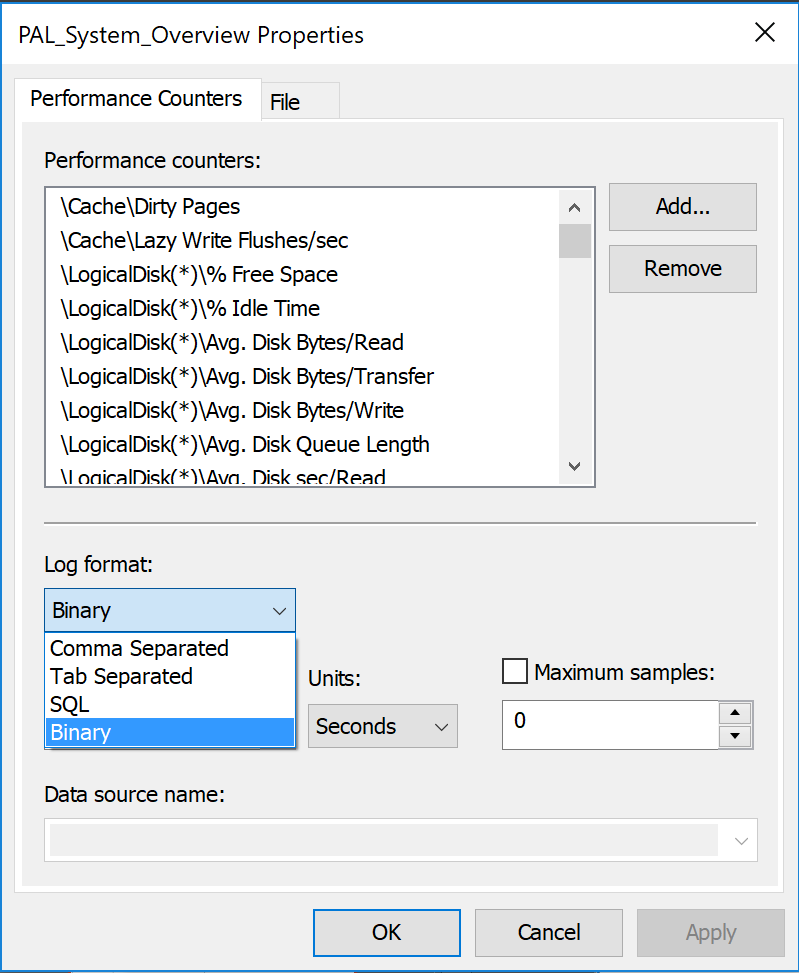 PAL_System_Overview Properties
Performance Counters
File
Performance counters:
\Cache\Dirty Pages
\Cache\Lazy Write Flushes/sec
\LogicalDisk(*)\% Free Space
\LogicalDisk(*)\% Idle Time
\LogicalDisk(*)\Avg. Disk Bytes/Read
\LogicalDisk(*)\Avg. Disk Bytes/Transfer
\LogicalDisk(*)\Avg. Disk Bytes/Write
\LogicalDisk(*)\Avg. Disk Queue Length
\LogicalDisk(*)\Avg. Disk sec/Read
Add...
Remove
Log format:
Binary
Comma Separated
Tab Separated
SQL
Binary
Units:
Seconds
Maximum samples:
0
Data source name:
OK
Cancel
Apply